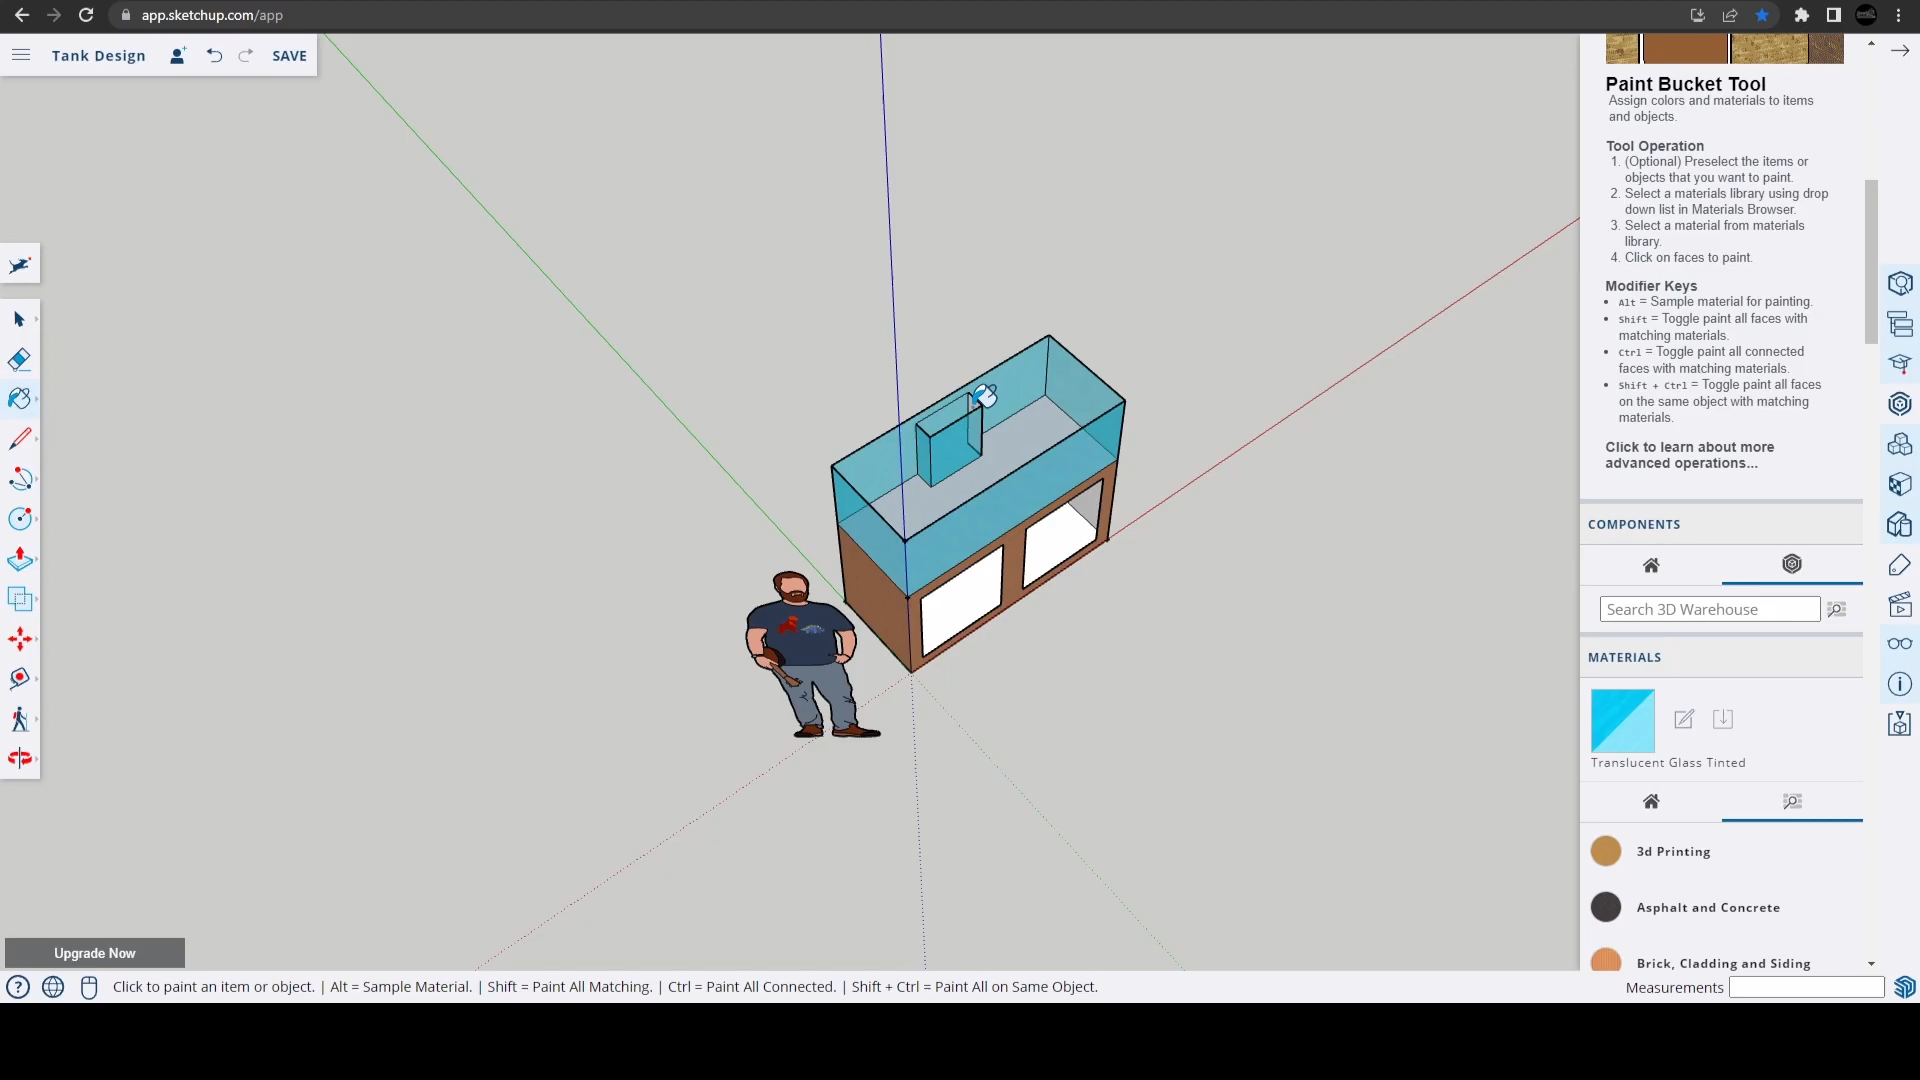 app.sketchup.com/app
Tank Design
SAVE
Paint Bucket Tool
Assign colors and materials to items
and objects.
Tool Operation
1. (Optional) Preselect the items or
objects that you want to paint.
2. Select a materials library using drop
down list in Materials Browser.
3. Select a material from materials
library.
4. Click on faces to paint.
Modifier Keys
• Alt = Sample material for painting.
• Shift = Toggle paint all faces with
matching materials.
• Ctrl = Toggle paint all connected
faces with matching materials.
• Shift + Ctrl = Toggle paint all faces
on the same object with matching
materials.
Click to learn about more
advanced operations...
COMPONENTS
Search 3D Warehouse
MATERIALS
Translucent Glass Tinted
3d Printing
Asphalt and Concrete
Brick, Cladding and Siding
Upgrade Now
Click to paint an item or object. | Alt = Sample Material. | Shift = Paint All Matching. | Ctrl = Paint All Connected. | Shift + Ctrl = Paint All on Same Object.
Measurements